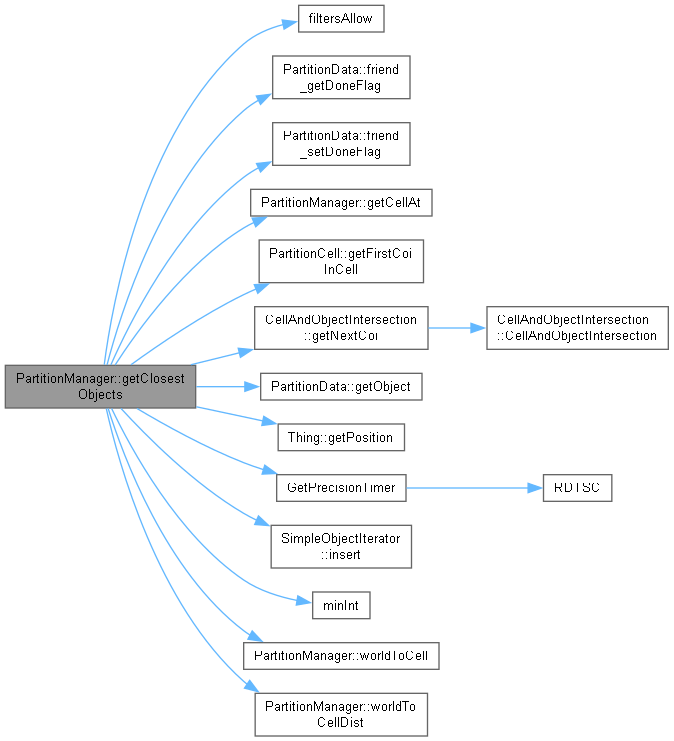 filtersAllow
PartitionData::friend
_getDoneFlag
PartitionData::friend
_setDoneFlag
PartitionManager::getCellAt
PartitionCell::getFirstCoi
InCell
CellAndObjectIntersection
::getNextCoi
CellAndObjectIntersection
::CellAndObjectIntersection
PartitionManager::getClosest
Objects
PartitionData::getObject
Thing::getPosition
GetPrecisionTimer
RDTSC
SimpleObjectIterator
::insert
minInt
PartitionManager::worldToCell
PartitionManager::worldTo
CellDist